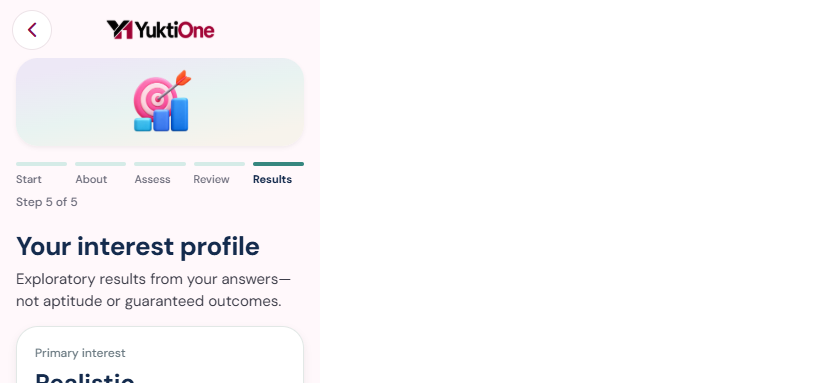 YuktiOne
Start
About
Assess
Review
Results
Step 5 of 5
Your interest profile
Exploratory results from your answers—
not aptitude or guaranteed outcomes.
Primary interest
Realistic